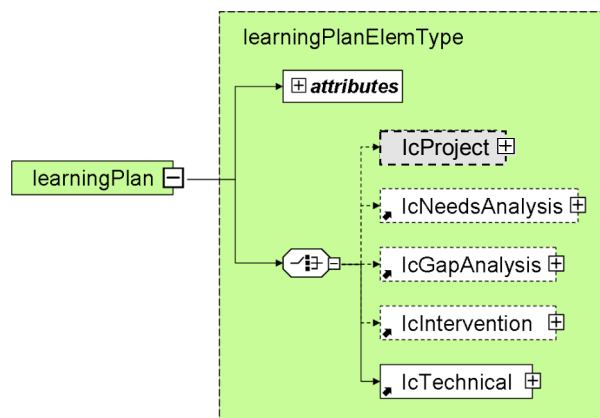 learningPlanElemType
attributes
learningPlan
lcProject
lcNeedsAnalysis
lcGapAnalysis
lcIntervention
lcTechnical